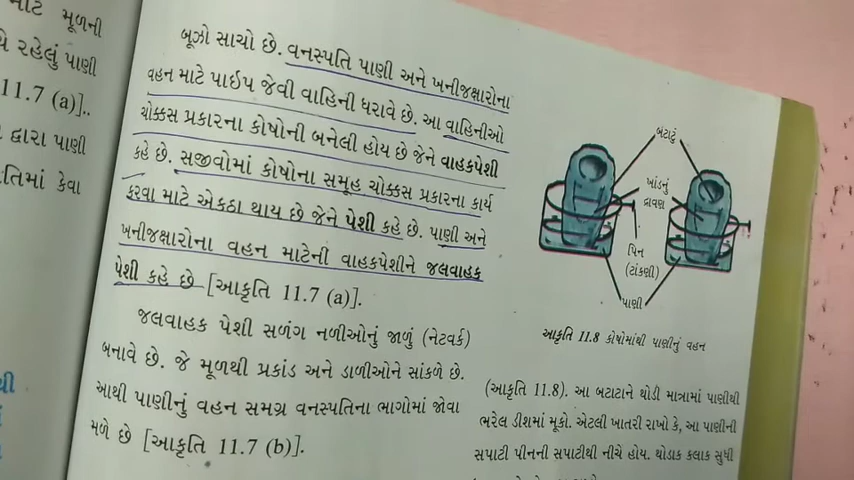 માટે મૂળની
રહેલું પાણી
11.7 (a)]..
દ્વારા પાણી
તિમાં કેવા
બૂઝો સાચો છે. વનસ્પતિ પાણી અને ખનીજક્ષારોના
વહન માટે પાઇપ જેવી વાહિની ધરાવે છે. આ વાહિનીઓ
ચોક્કસ પ્રકારના કોષોની બનેલી હોય છે જેને વાહકપેશી
કહે છે. સજીવોમાં કોષોના સમૂહ ચોક્કસ પ્રકારના કાર્ય
કરવા માટે એકઠા થાય છે જેને પેશી કહે છે. પાણી અને
ખનીજક્ષારોના વહન માટેની વાહકપેશીને જલવાહક
પેશી કહે છે [આકૃતિ 11.7 (a)].
જલવાહક પેશી સળંગ નળીઓનું જાળું (નેટવર્ક)
બનાવે છે. જે મૂળથી પ્રકાંડ અને ડાળીઓને સાંકળે છે.
આથી પાણીનું વહન સમગ્ર વનસ્પતિના ભાગોમાં જોવા
મળે છે [આકૃતિ 11.7 (b)].
બટાટું
ખાંડનું
દ્રાવણ
પિન
(ટાંકણી)
પાણી
આકૃતિ 11.8 કોષોમાંથી પાણીનું વહન
(આકૃતિ 11.8). આ બટાટાને થોડી માત્રામાં પાણીથી
ભરેલ ડીશમાં મૂકો. એટલી ખાતરી રાખો કે, આ પાણીની
સપાટી પીનની સપાટીથી નીચે હોય. થોડાક કલાક સુધી